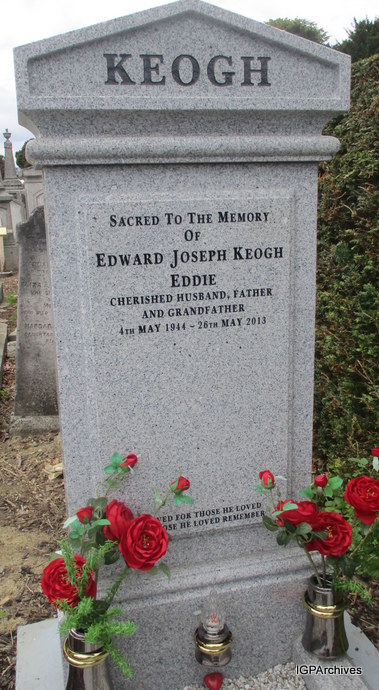 KEOGH
SACRED TO THE MEMORY
OF
EDWARD JOSEPH KEOGH
EDDIE
CHERISHED HUSBAND, FATHER
AND GRANDFATHER
4TH MAY 1944 - 26TH MAY 2013
FOR THOSE HE LOVED
HE LOVED REMEMBER
IGPArchives